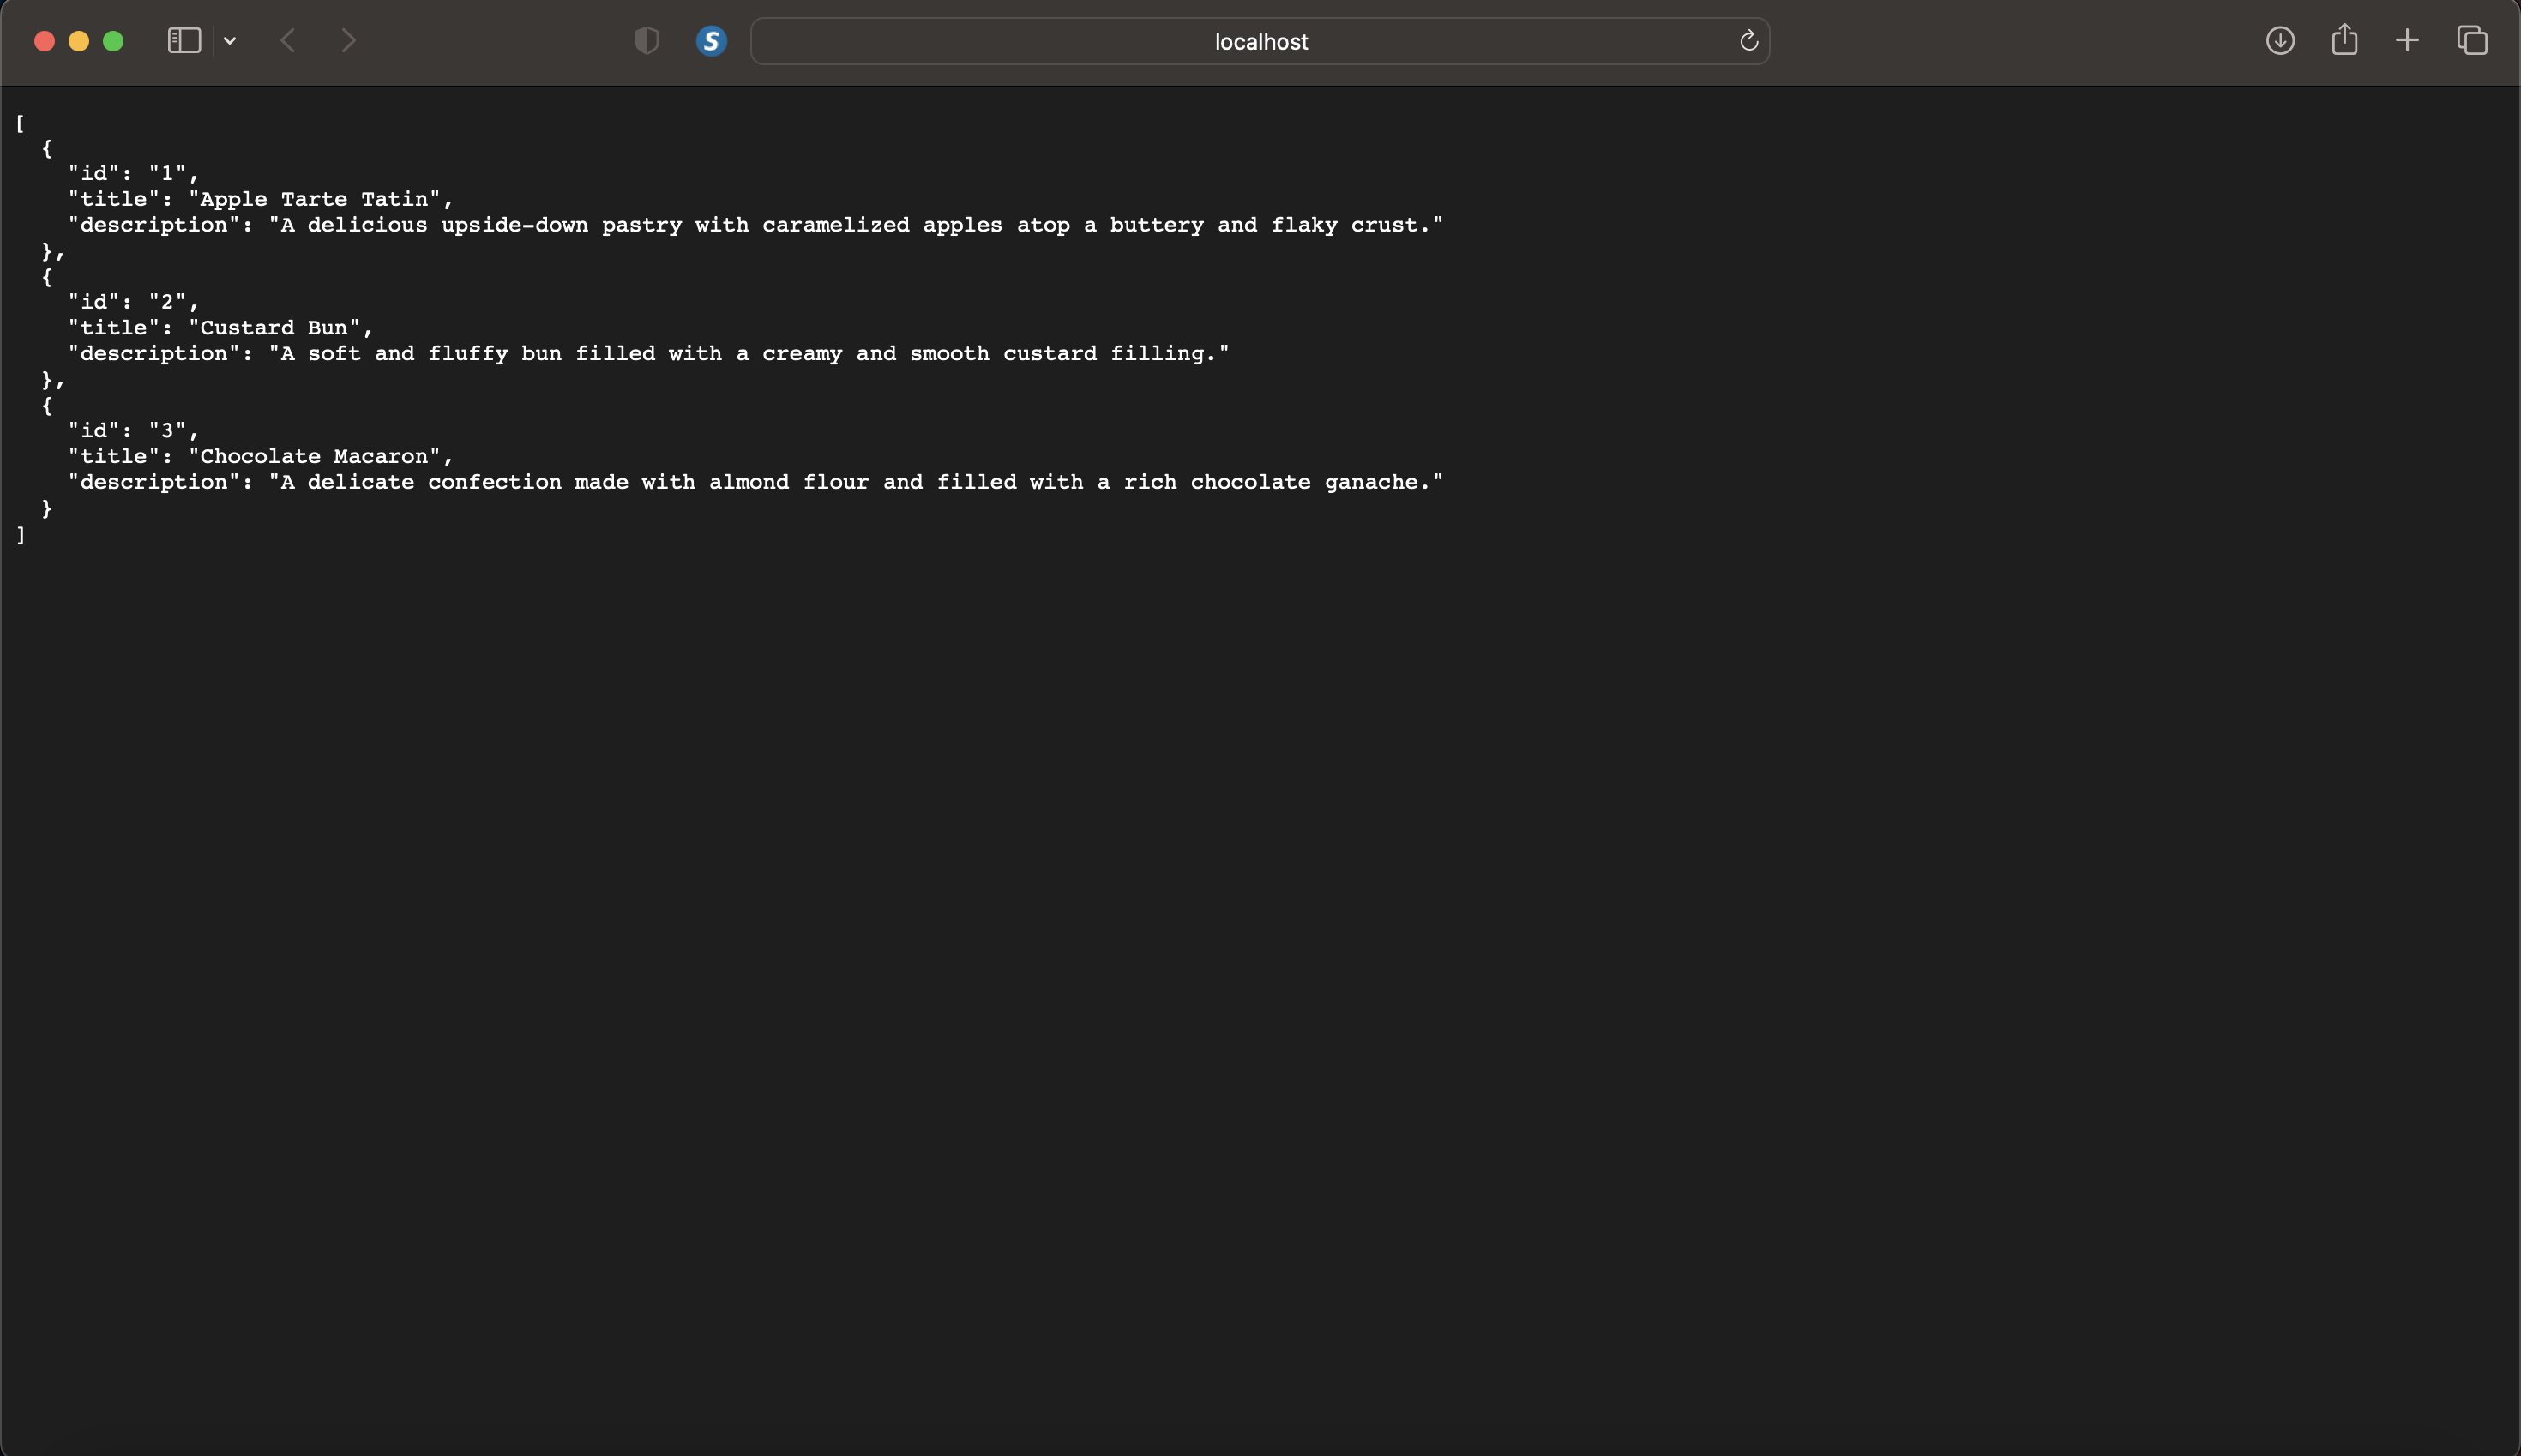 S
localhost
[
  {
    "id": "1",
    "title": "Apple Tarte Tatin",
    "description": "A delicious upside-down pastry with caramelized apples atop a buttery and flaky crust."
  },
  {
    "id": "2",
    "title": "Custard Bun",
    "description": "A soft and fluffy bun filled with a creamy and smooth custard filling."
  },
  {
    "id": "3",
    "title": "Chocolate Macaron",
    "description": "A delicate confection made with almond flour and filled with a rich chocolate ganache."
  }
]